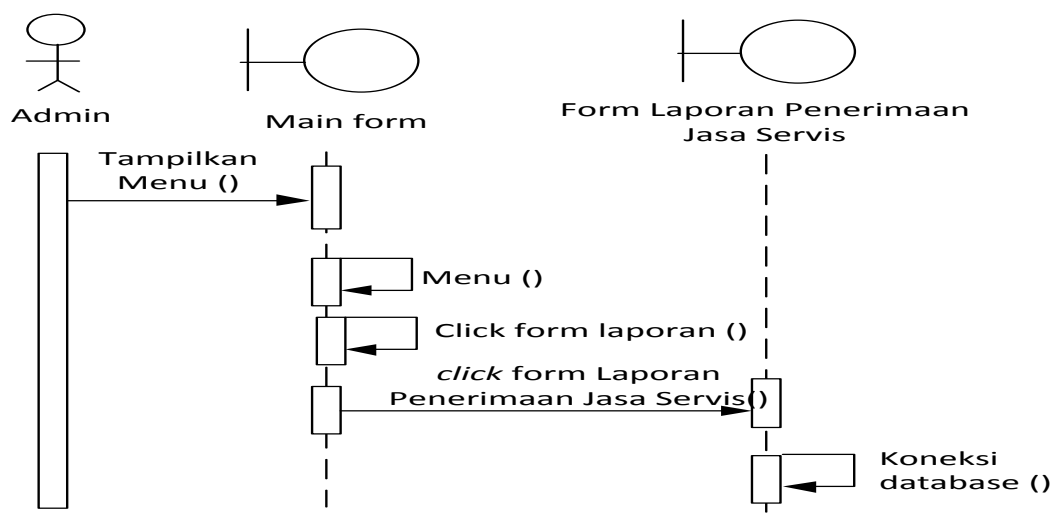 Admin
Main form
Form Laporan Penerimaan
Jasa Servis
Tampilkan
Menu ()
Menu ()
Click form laporan ()
click form Laporan
Penerimaan Jasa Servis()
Koneksi
database ()